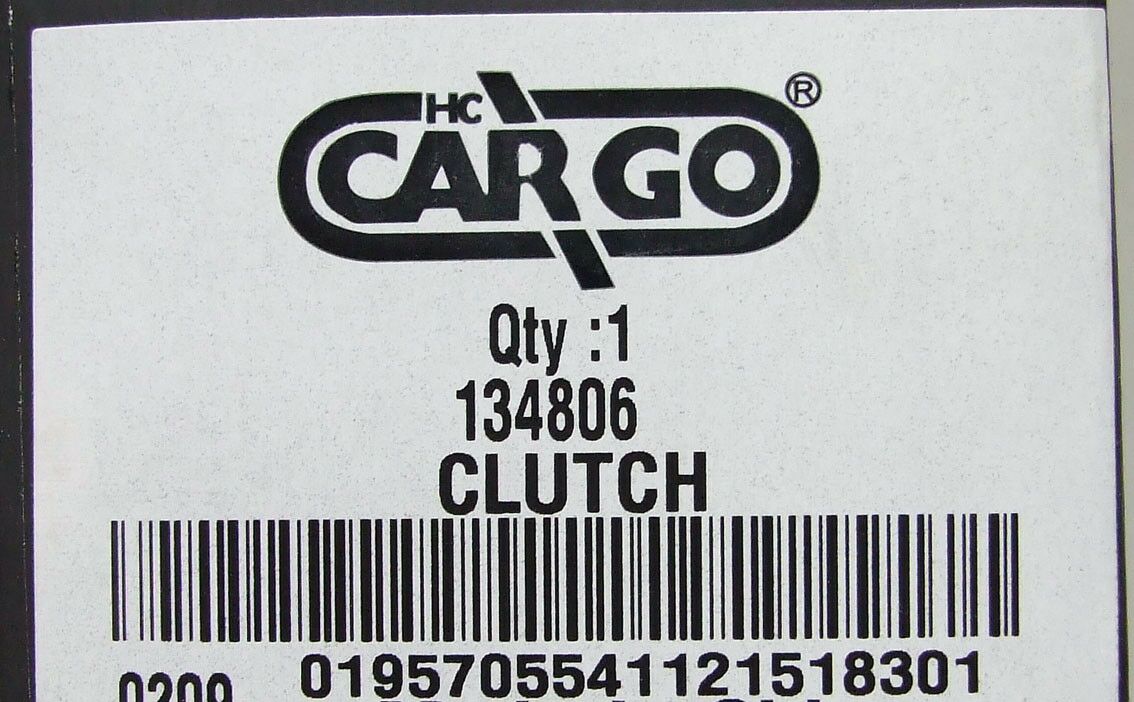 HC
CARGO®
Qty :1
134806
CLUTCH
0195705541121518301